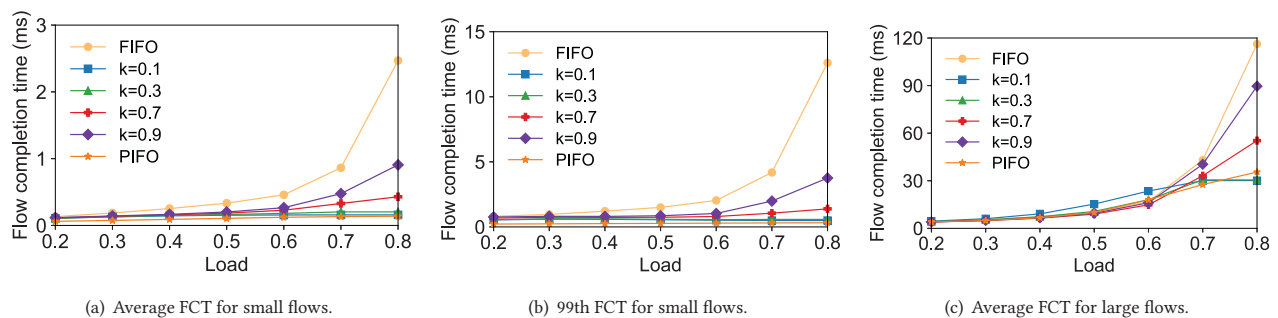 Flow completion time (ms)
3
2
1
0
FIFO
k=0.1
k=0.3
k=0.7
k=0.9
PIFO
0.2 0.3 0.4 0.5 0.6 0.7 0.8
Load
(a) Average FCT for small flows.
Flow completion time (ms)
15
10
5
0
FIFO
k=0.1
k=0.3
k=0.7
k=0.9
PIFO
0.2 0.3 0.4 0.5 0.6 0.7 0.8
Load
(b) 99th FCT for small flows.
Flow completion time (ms)
120
90
60
30
0
FIFO
k=0.1
k=0.3
k=0.7
k=0.9
PIFO
0.2 0.3 0.4 0.5 0.6 0.7 0.8
Load
(c) Average FCT for large flows.